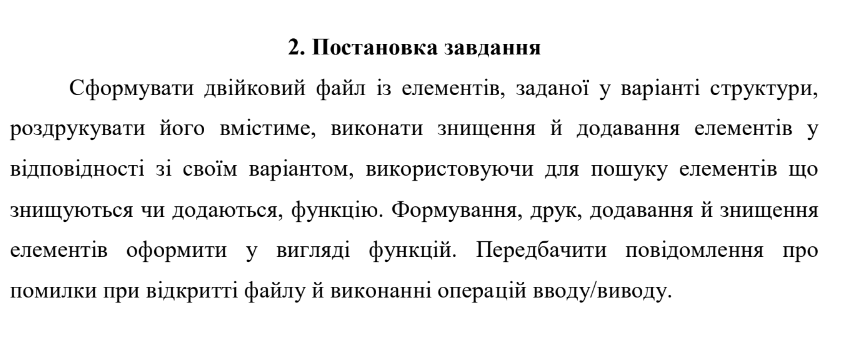 2. Постановка завдання
Сформувати двійковий файл із елементів, заданої у варіанті структури,
роздрукувати його вмістиме, виконати знищення й додавання елементів у
відповідності зі своїм варіантом, використовуючи для пошуку елементів що
знищуються чи додаються, функцію. Формування, друк, додавання й знищення
елементів оформити у вигляді функцій. Передбачити повідомлення про
помилки при відкритті файлу й виконанні операцій вводу/виводу.